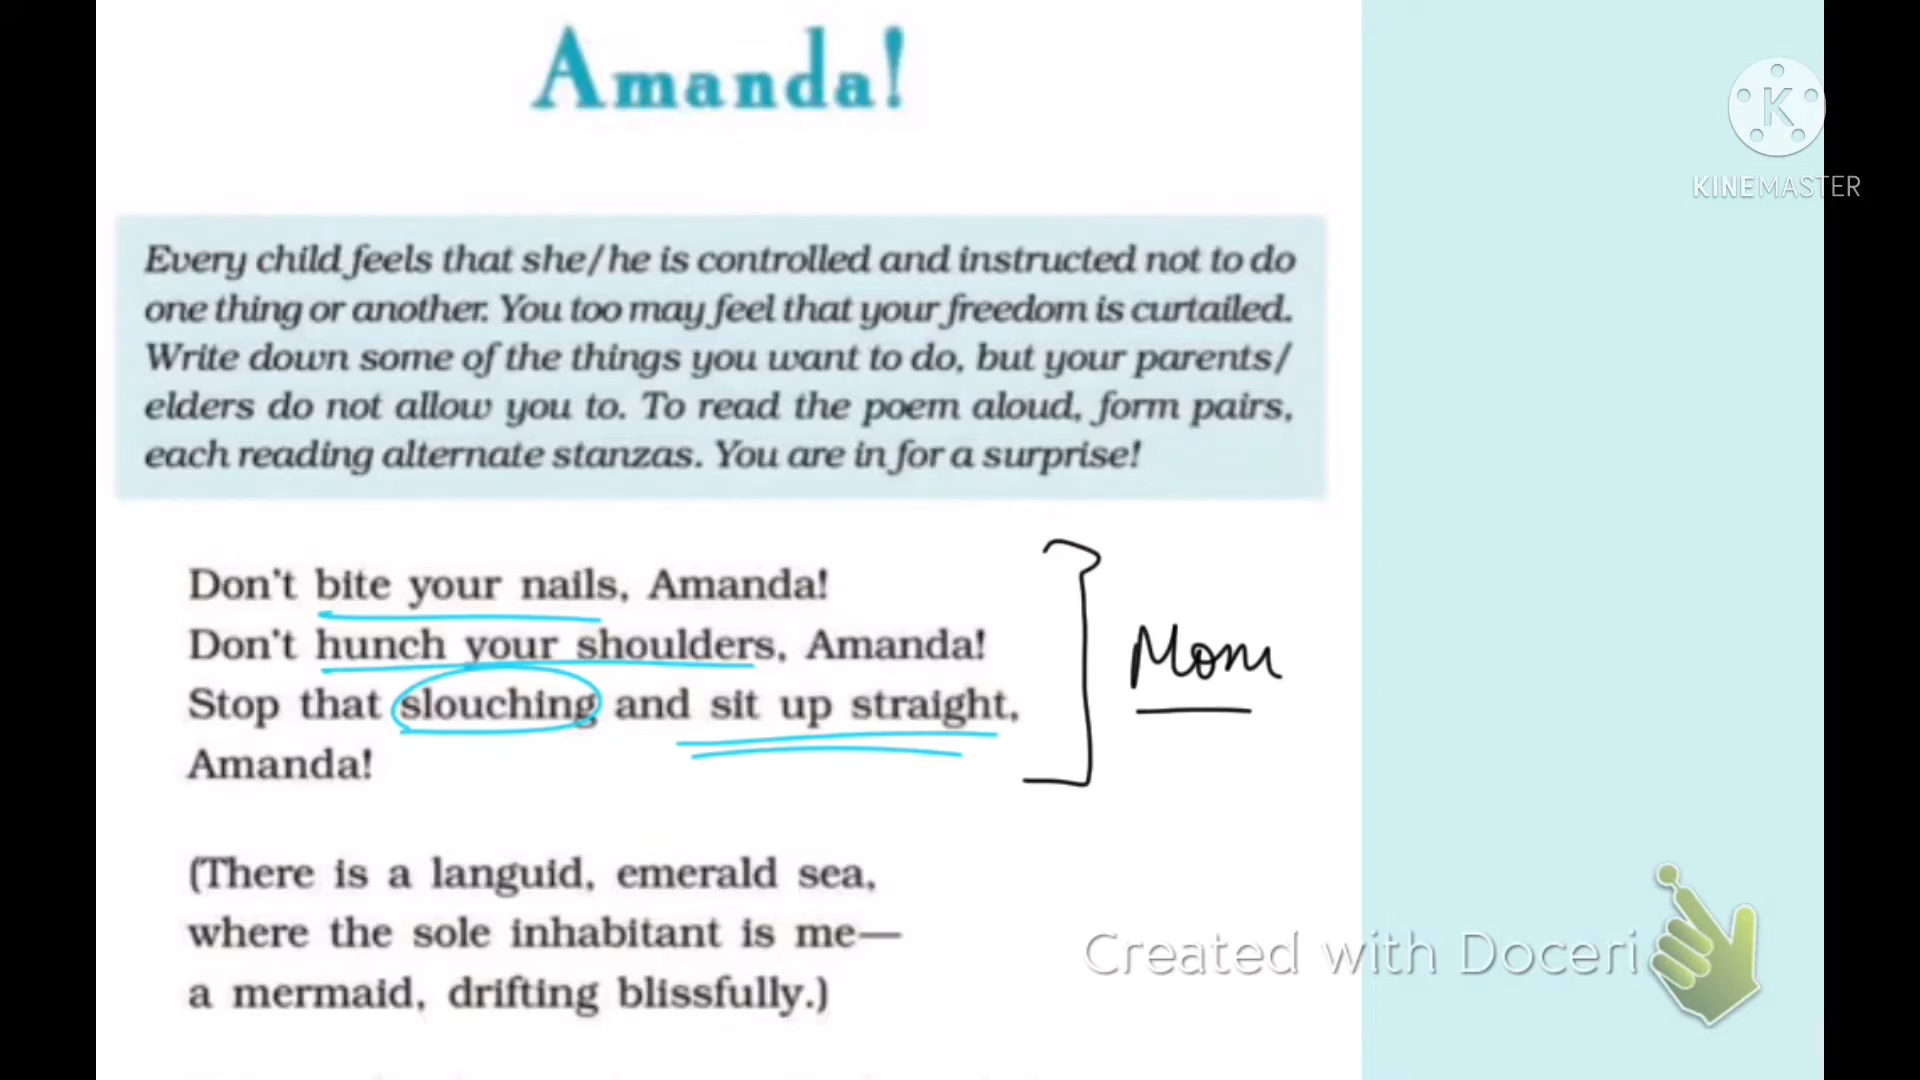 Amanda!
K
KINEMASTER
Every child feels that she/he is controlled and instructed not to do
one thing or another. You too may feel that your freedom is curtailed.
Write down some of the things you want to do, but your parents/
elders do not allow you to. To read the poem aloud, form pairs,
each reading alternate stanzas. You are in for a surprise!
Don't bite your nails, Amanda!
Don't hunch your shoulders, Amanda!
Stop that slouching and sit up straight,
Amanda!
Mom
(There is a languid, emerald sea,
where the sole inhabitant is me—
a mermaid, drifting blissfully.)
Created with Doceri